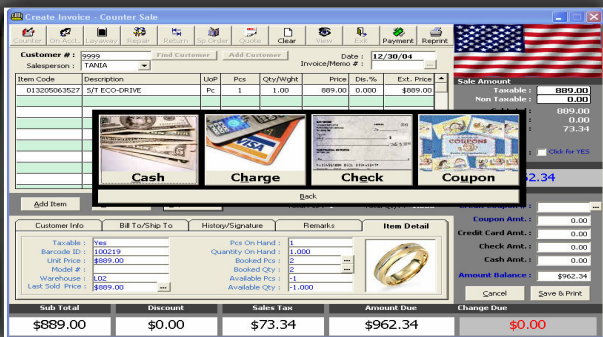 Create Invoice - Counter Sale
Counter On Acct. Layaway Repair Return Sp Order Quote Clear View Exit Payment Reprint
Customer # : 9999 Find Customer Add Customer Date : 12/30/04
Salesperson : TANIA Invoice/Memo # :
Item Code Description UoP Pcs Qty/Wght Price Dis.% Ext. Price
013205063527 S/T ECO-DRIVE Pc 1 1.00 889.00 0.000 $889.00
Sale Amount
Taxable : 889.00
Non Taxable : 0.00
889.00
0.00
73.34
Click for YES
2.34
COUPONS
Cash Charge Check Coupon
Back
Add Item
Customer Info Bill To/Ship To History/Signature Remarks Item Detail
Taxable : Yes
Barcode ID : 100219
Unit Price : $889.00
Model # :
Warehouse : L02
Last Sold Price : $889.00
Pcs On Hand : 1
Quantity On Hand : 1.000
Booked Pcs : 2
Booked Qty : 2
Available Pcs : -1
Available Qty : -1.000
Coupon Amt. : 0.00
Credit Card Amt. : 0.00
Check Amt. : 0.00
Cash Amt. : 0.00
Amount Balance : $962.34
Cancel Save & Print
Sub Total Discount Sales Tax Amount Due Change Due
$889.00 $0.00 $73.34 $962.34 $0.00